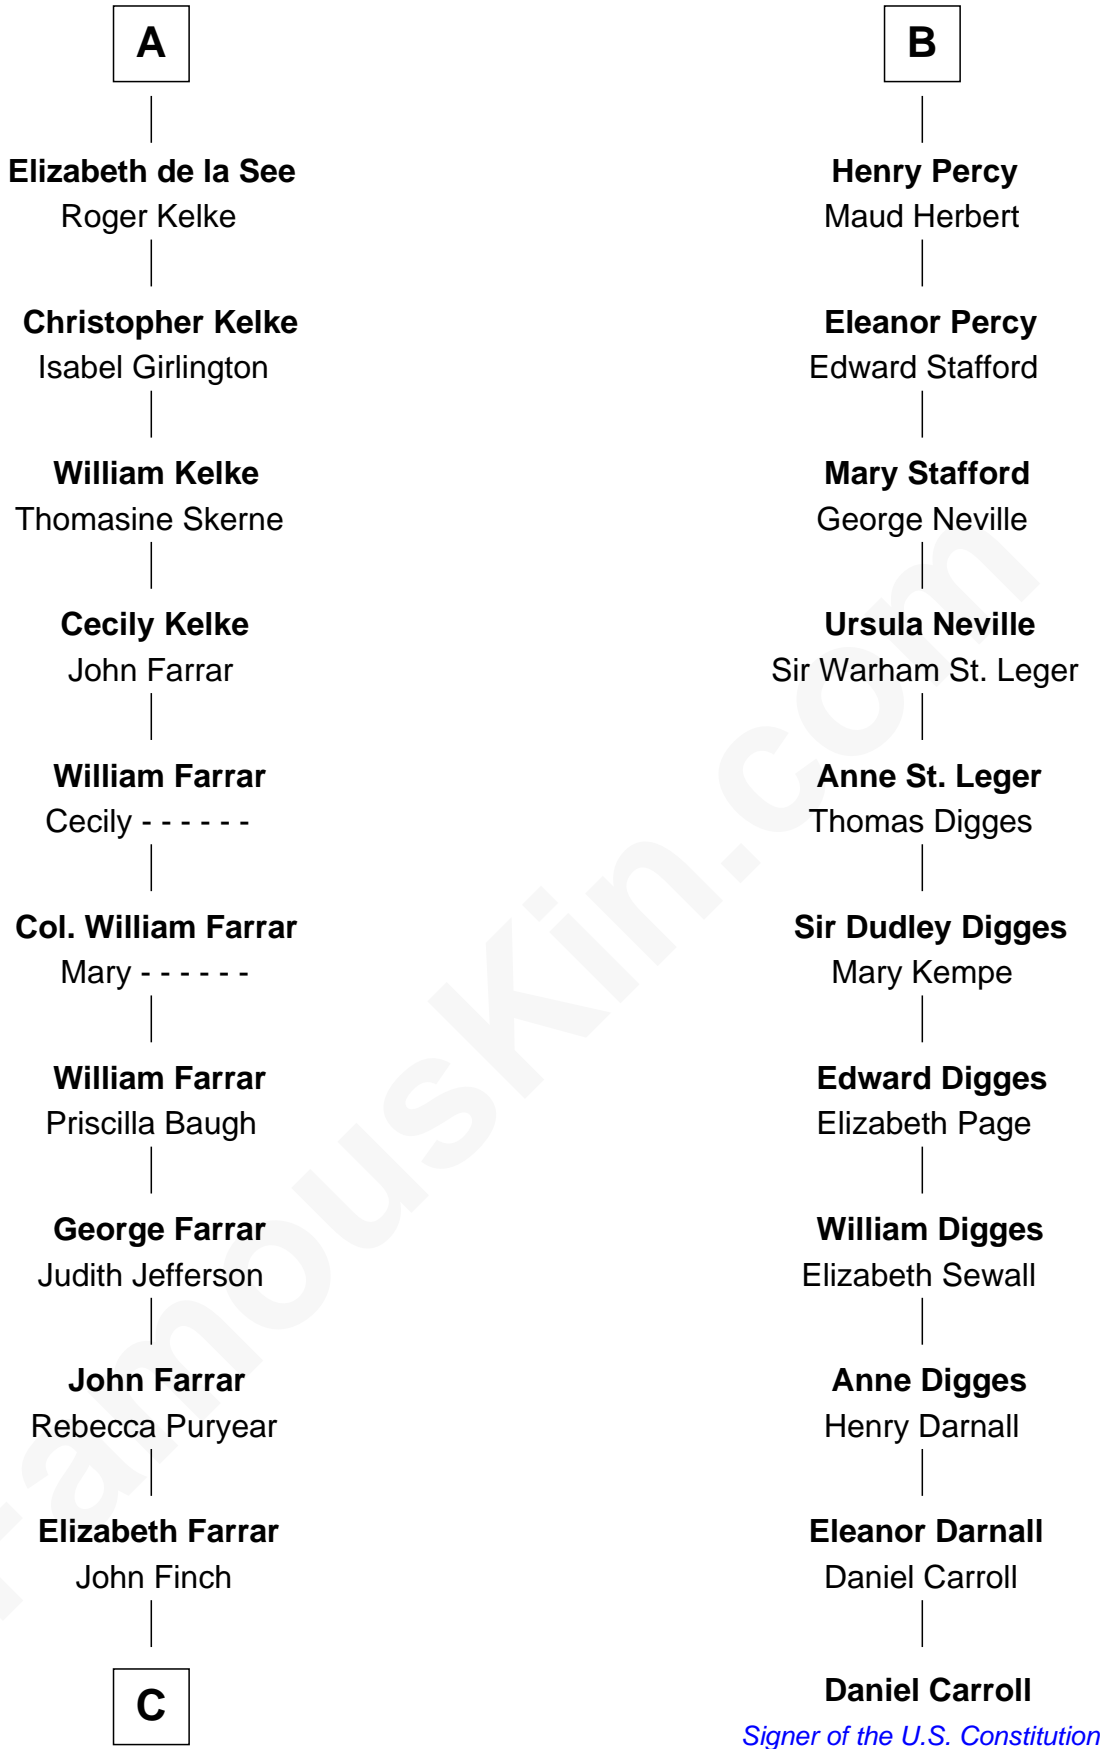 A
Elizabeth de la See
Roger Kelke
Christopher Kelke
Isabel Girlington
William Kelke
Thomasine Skerne
Cecily Kelke
John Farrar
William Farrar
Cecily - - - - - -
Col. William Farrar
Mary - - - - - -
William Farrar
Priscilla Baugh
George Farrar
Judith Jefferson
John Farrar
Rebecca Puryear
Elizabeth Farrar
John Finch
C
B
Henry Percy
Maud Herbert
Eleanor Percy
Edward Stafford
Mary Stafford
George Neville
Ursula Neville
Sir Warham St. Leger
Anne St. Leger
Thomas Digges
Sir Dudley Digges
Mary Kempe
Edward Digges
Elizabeth Page
William Digges
Elizabeth Sewall
Anne Digges
Henry Darnall
Eleanor Darnall
Daniel Carroll
Daniel Carroll
Signer of the U.S. Constitution
FamousKin.com